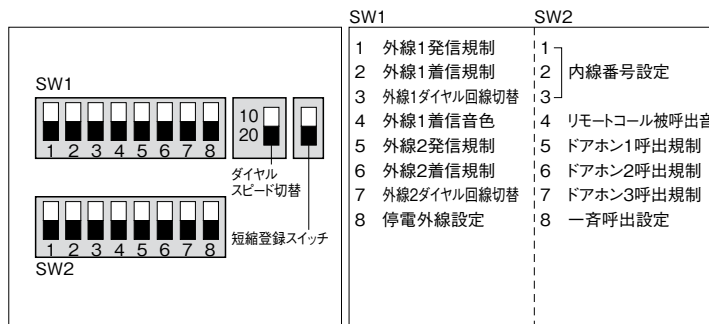 SW1
1 2 3 4 5 6 7 8
10
20
ダイヤル
スピード切替
短縮登録スイッチ
1 2 3 4 5 6 7 8
SW2
SW1
1 外線1発信規制
2 外線1着信規制
3 外線1ダイヤル回線切替
4 外線1着信音色
5 外線2発信規制
6 外線2着信規制
7 外線2ダイヤル回線切替
8 停電外線設定
SW2
1
2 内線番号設定
3
4 リモートコール被呼出音
5 ドアホン1呼出規制
6 ドアホン2呼出規制
7 ドアホン3呼出規制
8 一斉呼出設定